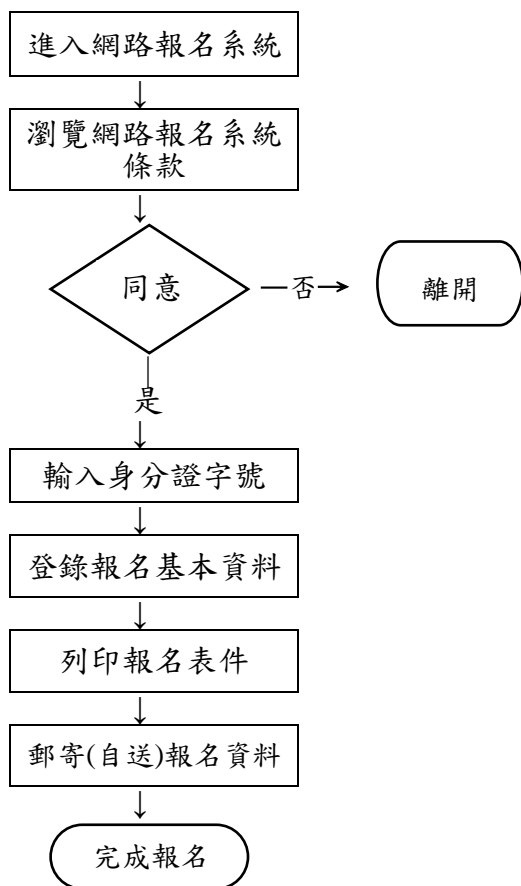 進入網路報名系統
瀏覽網路報名系統
條款
同意
否
離開
是
輸入身分證字號
登錄報名基本資料
列印報名表件
郵寄(自送)報名資料
完成報名